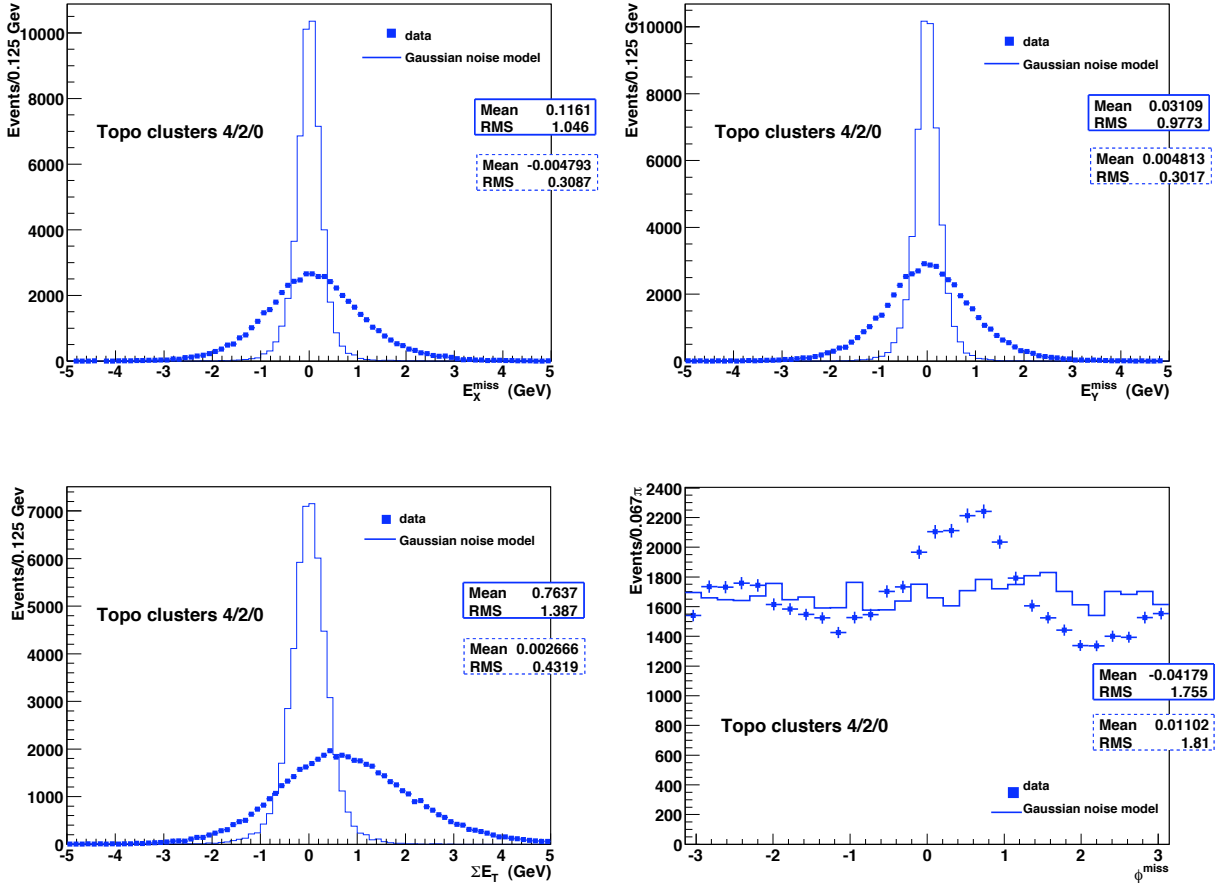 Events/0.125 Gev
10000
8000
6000
4000
2000
0
data
Gaussian noise model
Topo clusters 4/2/0
Mean 0.1161
RMS 1.046
Mean -0.004793
RMS 0.3087
-5 -4 -3 -2 -1 0 1 2 3 4 5
E_X^miss (GeV)
Events/0.125 Gev
10000
8000
6000
4000
2000
0
data
Gaussian noise model
Topo clusters 4/2/0
Mean 0.03109
RMS 0.9773
Mean 0.004813
RMS 0.3017
-5 -4 -3 -2 -1 0 1 2 3 4 5
E_Y^miss (GeV)
Events/0.125 Gev
7000
6000
5000
4000
3000
2000
1000
0
data
Gaussian noise model
Topo clusters 4/2/0
Mean 0.7637
RMS 1.387
Mean 0.002666
RMS 0.4319
-5 -4 -3 -2 -1 0 1 2 3 4 5
ΣE_T (GeV)
Events/0.067π
2400
2200
2000
1800
1600
1400
1200
1000
800
600
400
200
0
Mean -0.04179
RMS 1.755
Mean 0.01102
RMS 1.81
Topo clusters 4/2/0
data
Gaussian noise model
-3 -2 -1 0 1 2 3
ϕ^miss